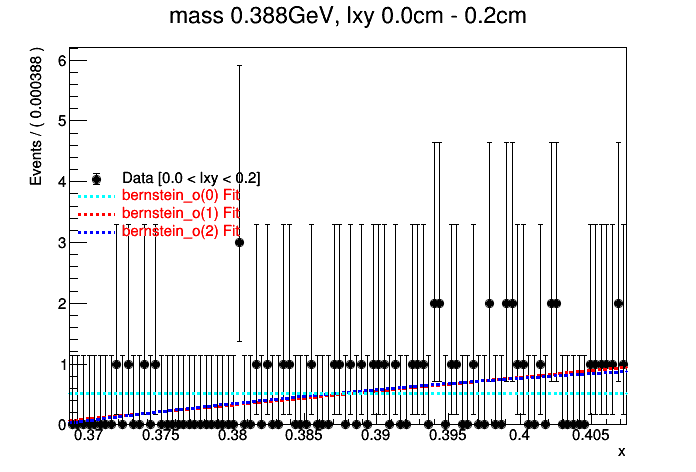 mass 0.388GeV, lxy 0.0cm - 0.2cm
Events / ( 0.000388 )
6
5
4
3
2
1
0
Data [0.0 < lxy < 0.2]
bernstein_o(0) Fit
bernstein_o(1) Fit
bernstein_o(2) Fit
0.37 0.375 0.38 0.385 0.39 0.395 0.4 0.405
x